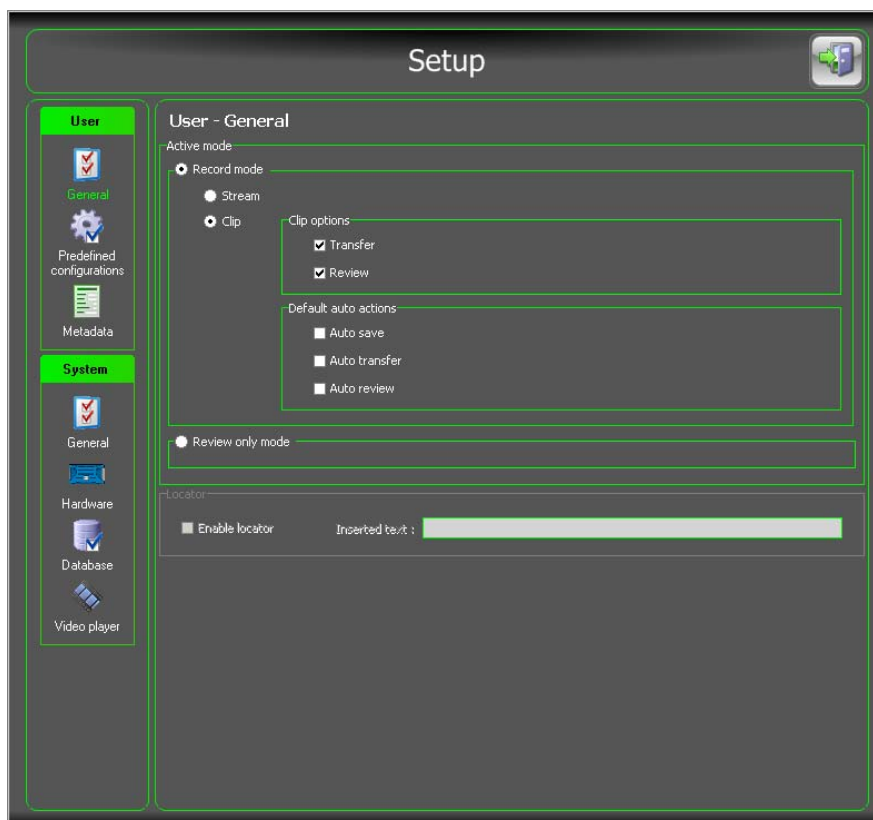 Setup
User
General
Predefined
configurations
Metadata
System
General
Hardware
Database
Video player
User - General
Active mode
Record mode
Stream
Clip
Clip options
Transfer
Review
Default auto actions
Auto save
Auto transfer
Auto review
Review only mode
Locator
Enable locator
Inserted text :